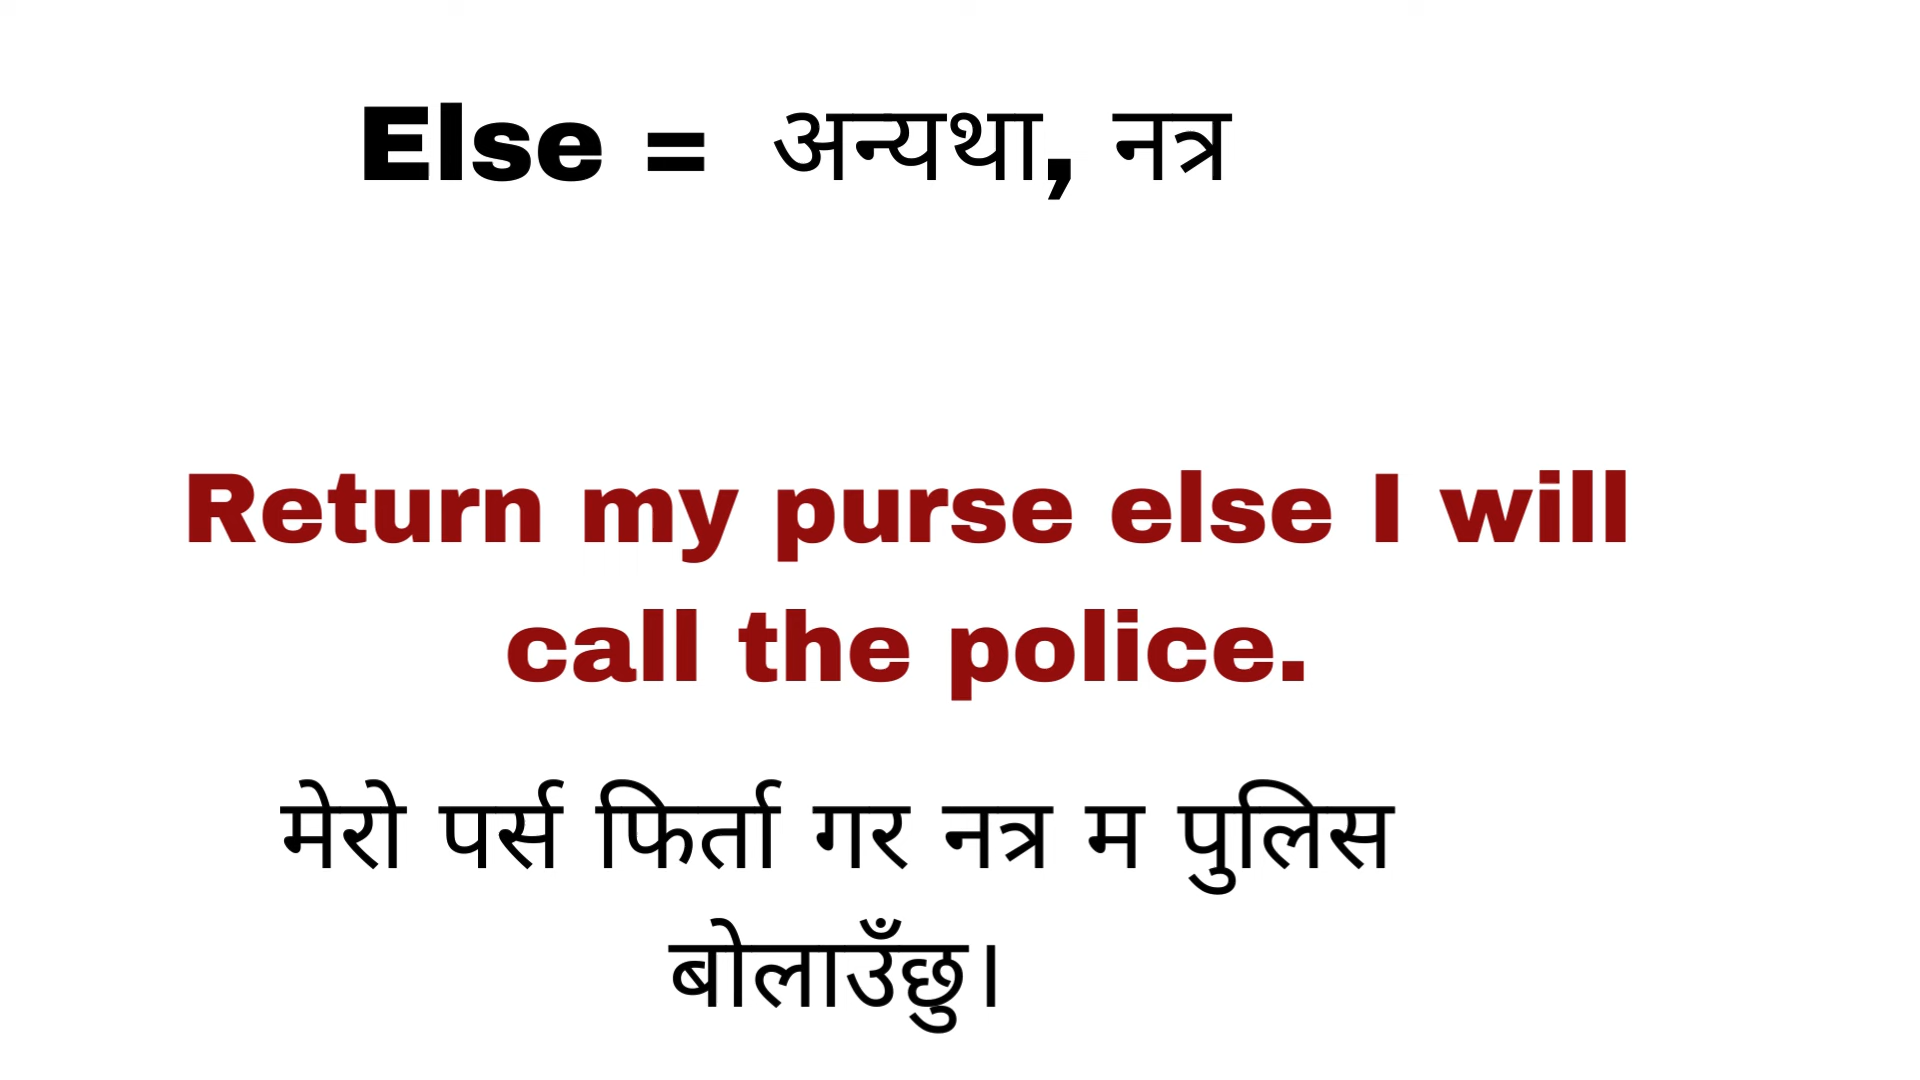 Else = अन्यथा, नत्र
Return my purse else I will
call the police.
मेरो पर्स फिर्ता गर नत्र म पुलिस
बोलाउँछु।